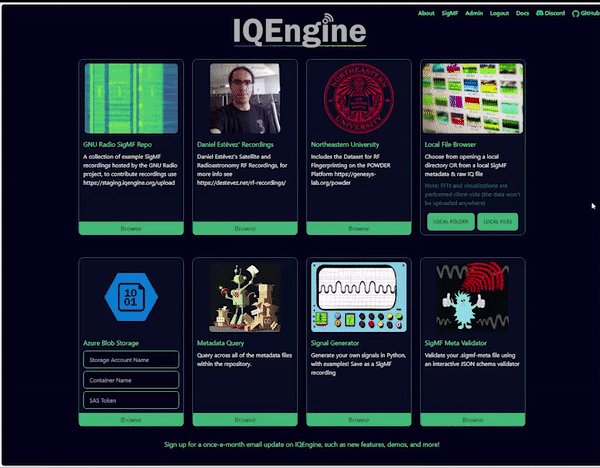 IQEngine
About SigMF Admin Logout Docs Discord GitHub
GNU Radio SigMF Repo
A collection of example SigMF
recordings hosted by the GNU Radio
project, to contribute recordings use
https://staging.iqengine.org/upload
Browse
Daniel Estévez' Recordings
Daniel Estévez's Satellite and
Radioastronomy RF Recordings, for
more info see
https://destevez.net/rf-recordings/
Browse
NORTHEASTERN
UNIVERSITY
Northeastern University
Includes the Dataset for RF
Fingerprinting research on the
POWDER Platform https://genesys-
lab.org/powder
Browse
Local File Browser
Choose from opening a local
directory OR from a local SigMF
metadata & raw IQ file
Note: FFTs and visualizations are
performed client-side (the data won't
be uploaded anywhere)
LOCAL FOLDER
LOCAL FILES
10
01
Azure Blob Storage
Storage Account Name
Container Name
SAS Token
Browse
Metadata Query
Query across all of the metadata files
within the repository.
Browse
Signal Generator
Generate your own signals in Python,
with examples! Save as a SigMF
recording
Browse
SigMF Meta Validator
Validate your .sigmf-meta file using
an interactive JSON schema validator
Browse
Sign up for a once-a-month email update on IQEngine, such as new features, demos, and more!